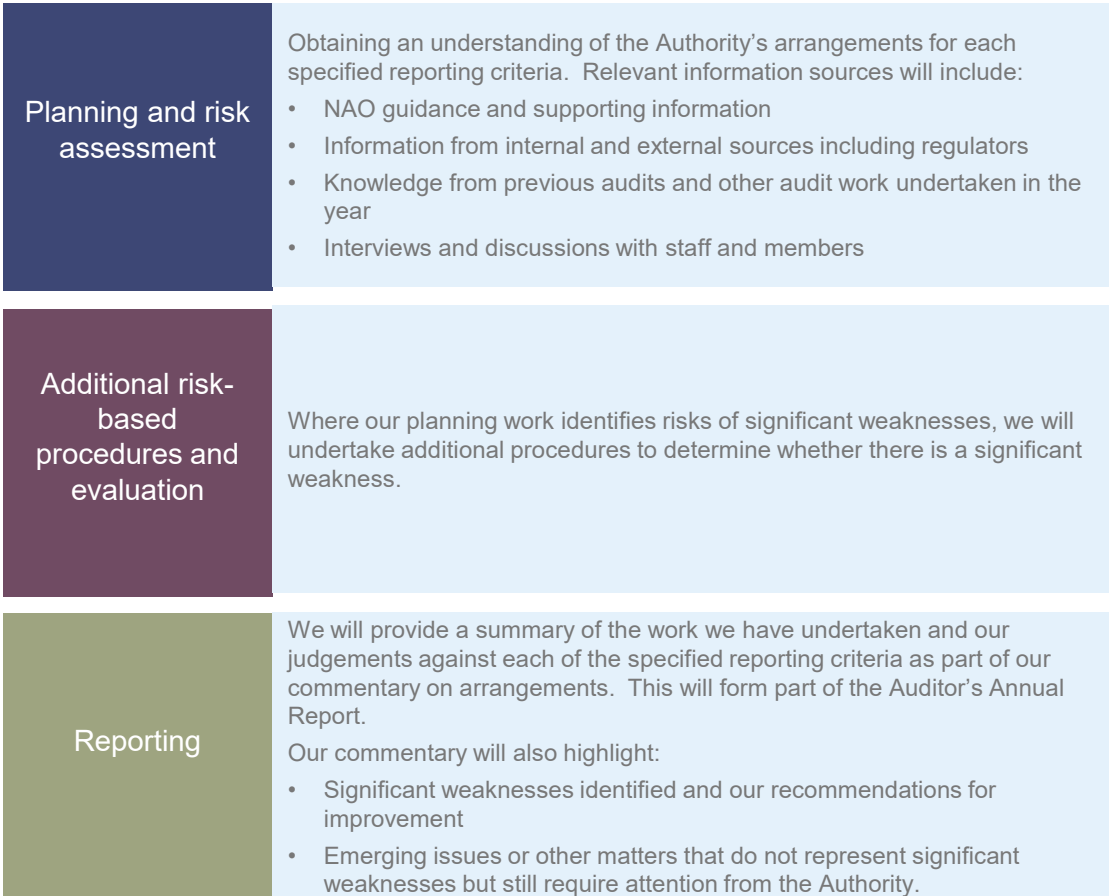 Planning and risk
assessment
Obtaining an understanding of the Authority’s arrangements for each
specified reporting criteria.  Relevant information sources will include:
•   NAO guidance and supporting information
•   Information from internal and external sources including regulators
•   Knowledge from previous audits and other audit work undertaken in the
year
•   Interviews and discussions with staff and members
Additional risk-
based
procedures and
evaluation
Where our planning work identifies risks of significant weaknesses, we will
undertake additional procedures to determine whether there is a significant
weakness.
Reporting
We will provide a summary of the work we have undertaken and our
judgements against each of the specified reporting criteria as part of our
commentary on arrangements.  This will form part of the Auditor’s Annual
Report.
Our commentary will also highlight:
•   Significant weaknesses identified and our recommendations for
improvement
•   Emerging issues or other matters that do not represent significant
weaknesses but still require attention from the Authority.